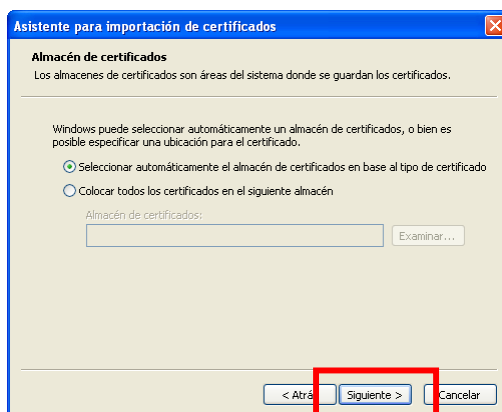 Asistente para importación de certificados
Almacén de certificados
Los almacenes de certificados son áreas del sistema donde se guardan los certificados.
Windows puede seleccionar automáticamente un almacén de certificados, o bien es
posible especificar una ubicación para el certificado.
Seleccionar automáticamente el almacén de certificados en base al tipo de certificado
Colocar todos los certificados en el siguiente almacén
Almacén de certificados:
Examinar...
< Atrá Siguiente > Cancelar